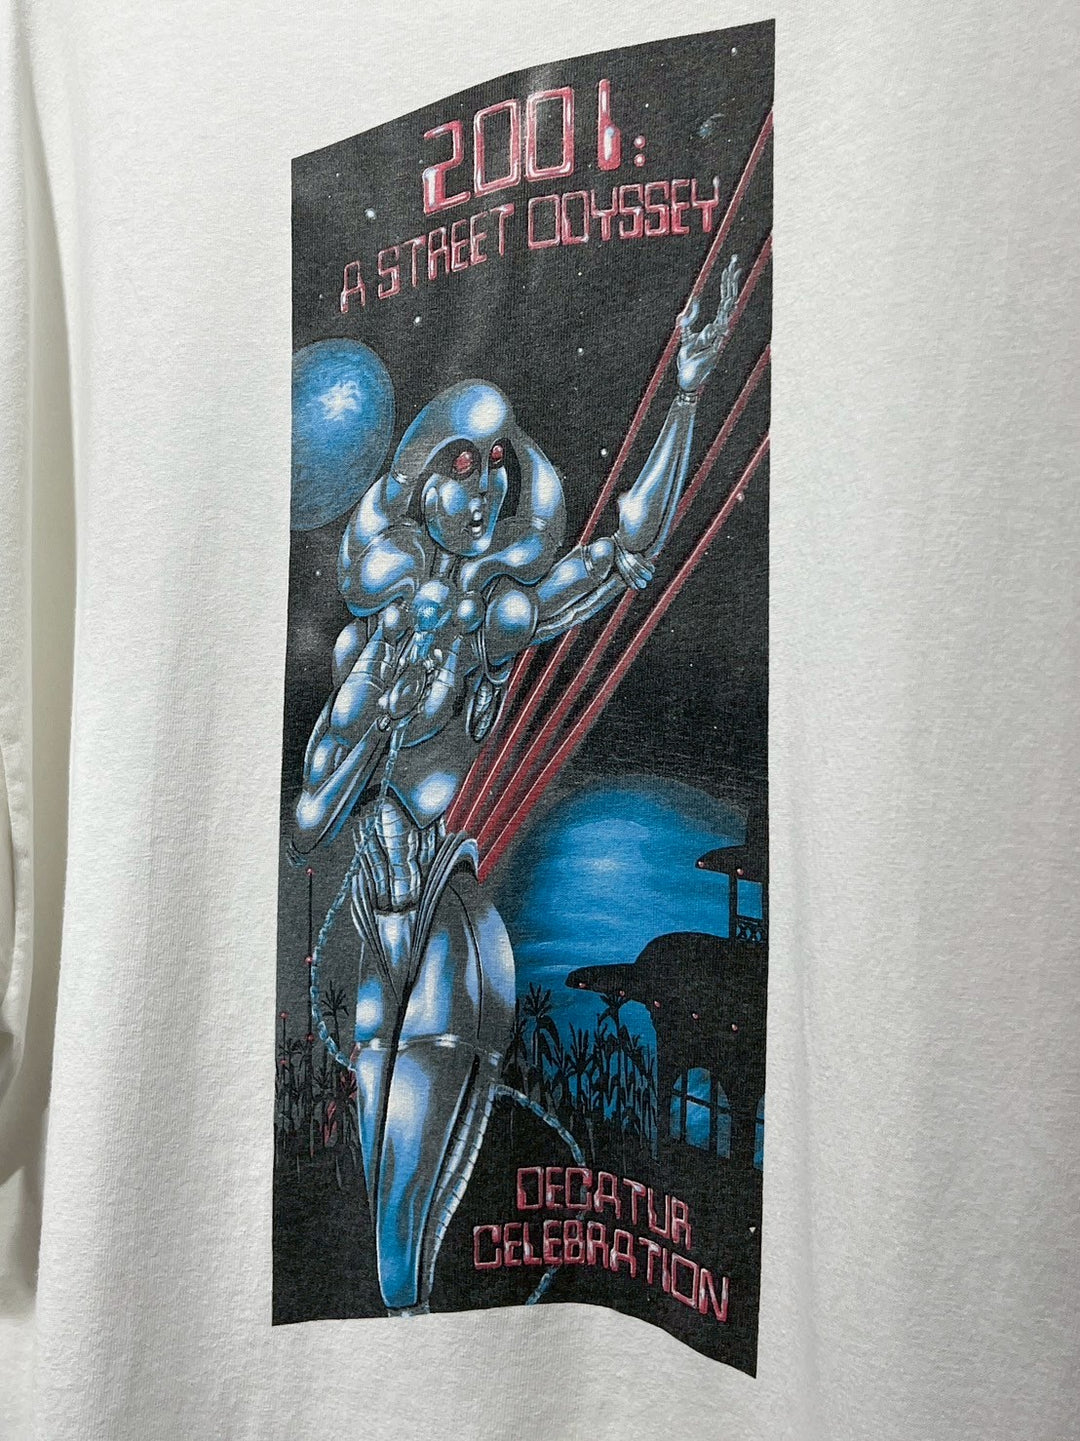 2001:
A STREET ODYSSEY
DECATUR
CELEBRATION